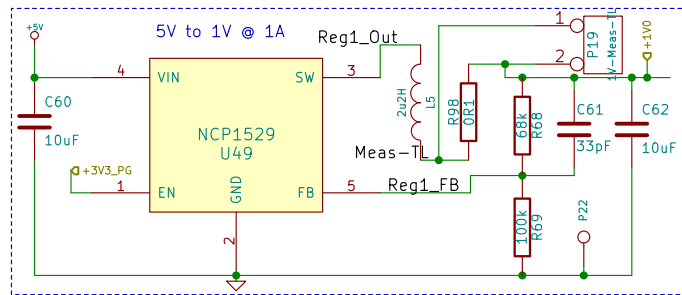 +5V
5V to 1V @ 1A
Reg1_Out
1
2
P19
1V-Meas-TL
+1V0
4
VIN
SW
3
C60
10uF
NCP1529
U49
2u2H
L5
R98
0R1
68k
R68
C61
33pF
C62
10uF
Meas-TL
+3V3_PG
1
EN
GND
FB
5
Reg1_FB
2
100k
R69
P22